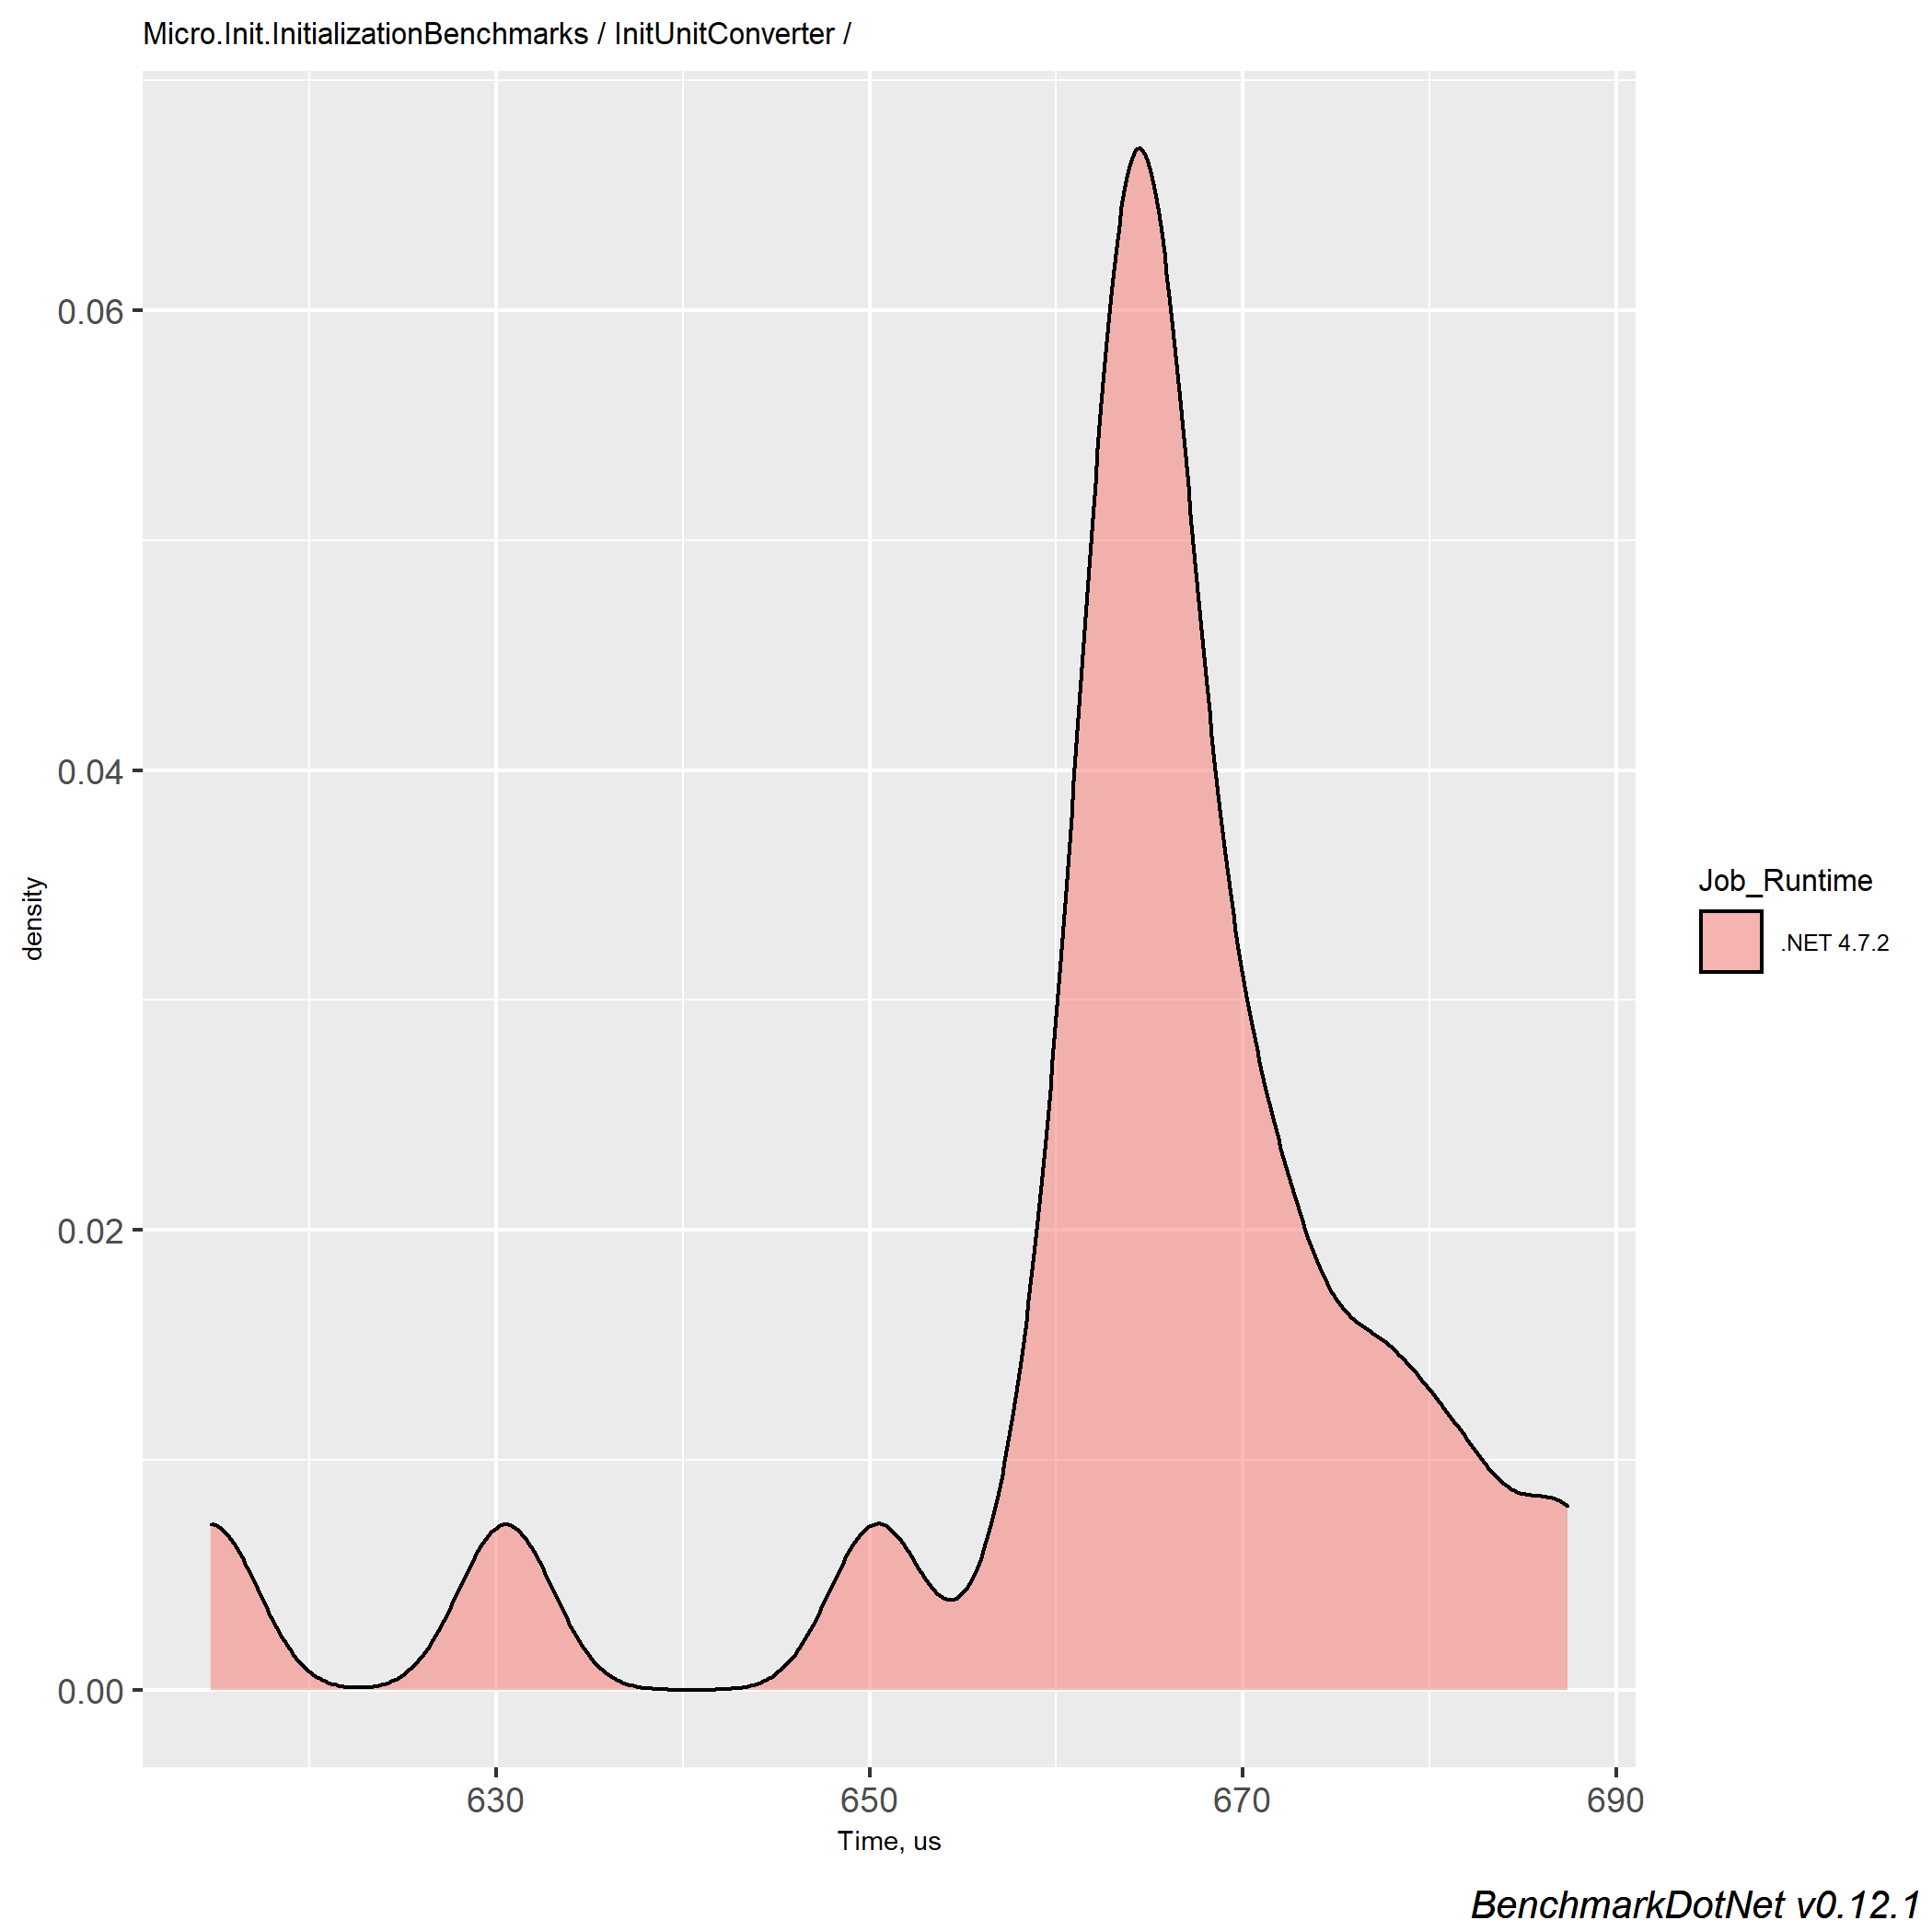 Micro.Init.InitializationBenchmarks / InitUnitConverter /
0.06
0.04
0.02
0.00
density
630 650 670 690
Time, us
Job_Runtime
.NET 4.7.2
BenchmarkDotNet v0.12.1